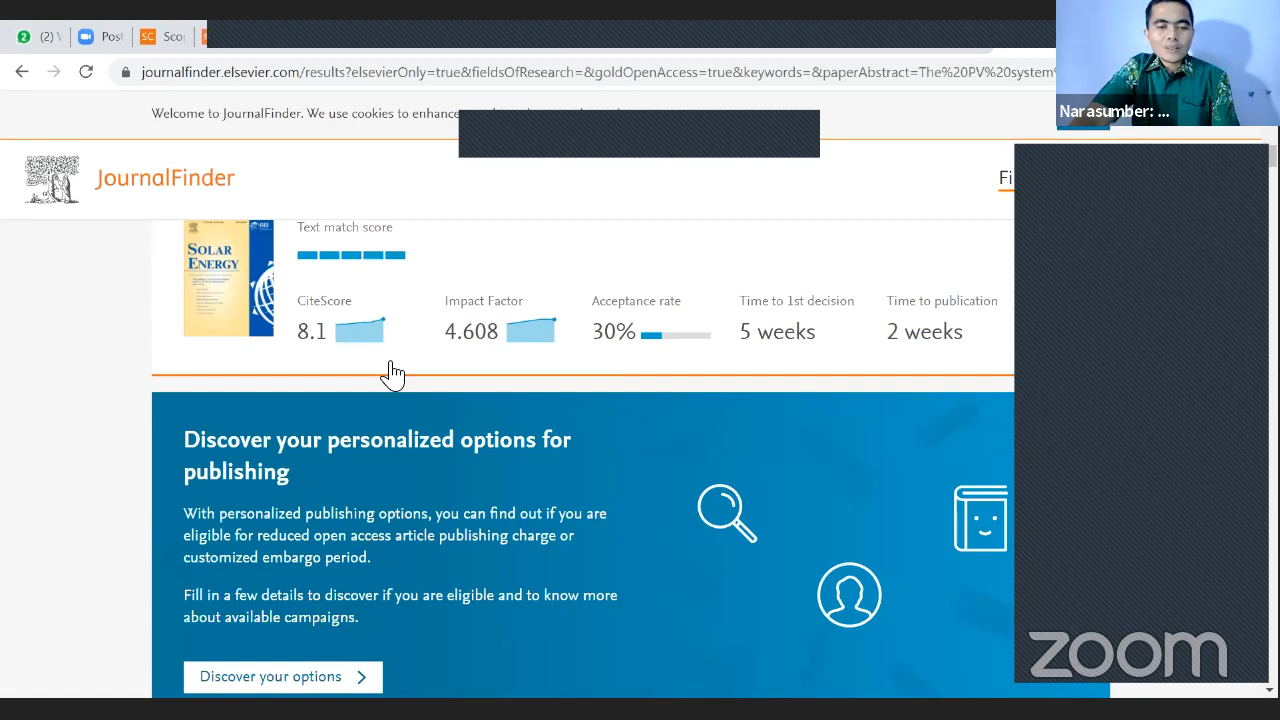 (2) W
Post
Scop
journalfinder.elsevier.com/results?elsevierOnly=true&fieldsOfResearch=&goldOpenAccess=true&keywords=&paperAbstract=The%20PV%20system%
Narasumber: ...
Welcome to JournalFinder. We use cookies to enhance
JournalFinder
Fi
SOLAR
ENERGY
Text match score
CiteScore
Impact Factor
Acceptance rate
Time to 1st decision
Time to publication
8.1
4.608
30%
5 weeks
2 weeks
Discover your personalized options for
publishing
With personalized publishing options, you can find out if you are
eligible for reduced open access article publishing charge or
customized embargo period.
Fill in a few details to discover if you are eligible and to know more
about available campaigns.
Discover your options
zoom